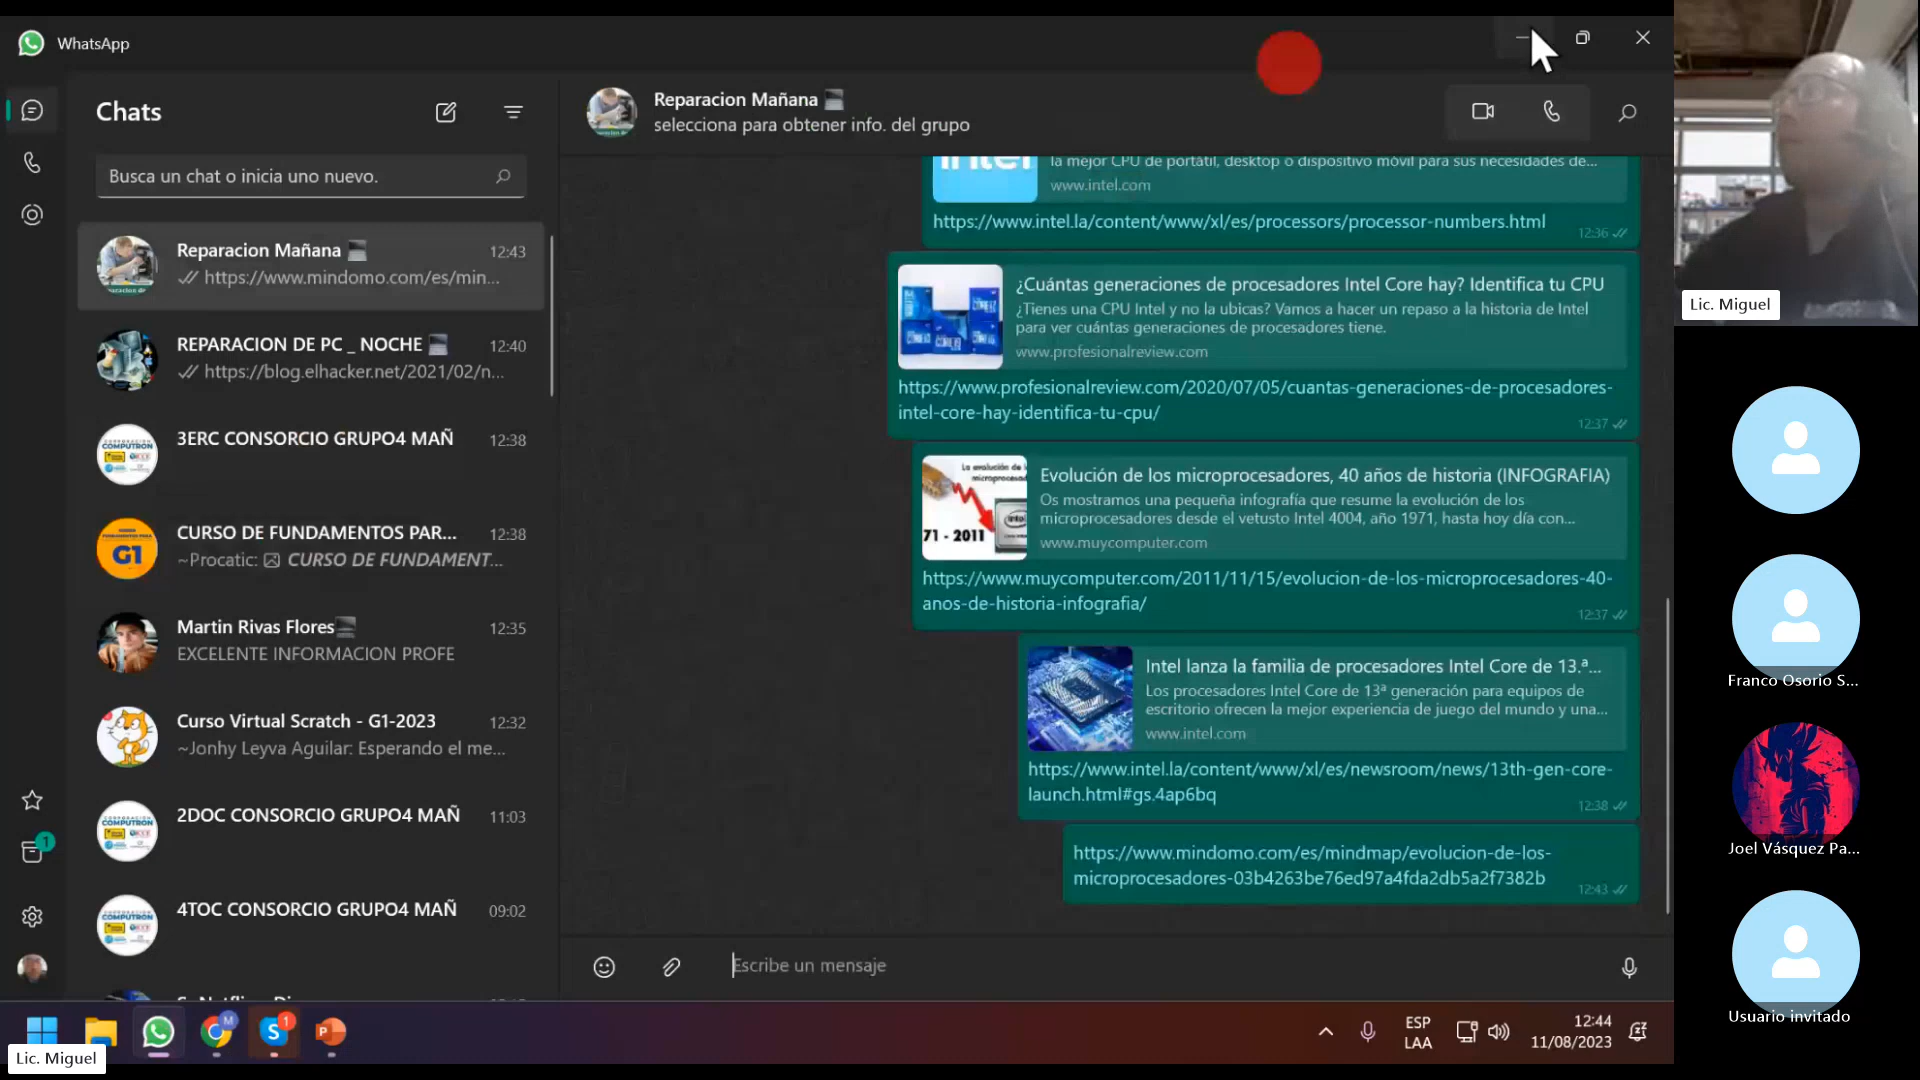 WhatsApp
Chats
Busca un chat o inicia uno nuevo.
Reparacion Mañana
12:43
https://www.mindomo.com/es/min...
REPARACION DE PC _ NOCHE
12:40
https://blog.elhacker.net/2021/02/n...
3ERC CONSORCIO GRUPO4 MAÑ
12:38
CURSO DE FUNDAMENTOS PAR...
12:38
~Procatic: CURSO DE FUNDAMENT...
G1
Martin Rivas Flores
12:35
EXCELENTE INFORMACION PROFE
Curso Virtual Scratch - G1-2023
12:32
~Jonhy Leyva Aguilar: Esperando el me...
2DOC CONSORCIO GRUPO4 MAÑ
11:03
4TOC CONSORCIO GRUPO4 MAÑ
09:02
1
Reparacion Mañana
selecciona para obtener info. del grupo
la mejor CPU de portátil, desktop o dispositivo móvil para sus necesidades de...
www.intel.com
https://www.intel.la/content/www/xl/es/processors/processor-numbers.html
12:36
¿Cuántas generaciones de procesadores Intel Core hay? Identifica tu CPU
¿Tienes una CPU Intel y no la ubicas? Vamos a hacer un repaso a la historia de Intel
para ver cuántas generaciones de procesadores tiene.
www.profesionalreview.com
https://www.profesionalreview.com/2020/07/05/cuantas-generaciones-de-procesadores-
intel-core-hay-identifica-tu-cpu/
12:37
Evolución de los microprocesadores, 40 años de historia (INFOGRAFIA)
Os mostramos una pequeña infografía que resume la evolución de los
microprocesadores desde el vetusto Intel 4004, año 1971, hasta hoy día con...
www.muycomputer.com
71 - 2011
https://www.muycomputer.com/2011/11/15/evolucion-de-los-microprocesadores-40-
anos-de-historia-infografia/
12:37
Intel lanza la familia de procesadores Intel Core de 13.ª...
Los procesadores Intel Core de 13ª generación para equipos de
escritorio ofrecen la mejor experiencia de juego del mundo y una...
www.intel.com
https://www.intel.la/content/www/xl/es/newsroom/news/13th-gen-core-
launch.html#gs.4ap6bq
12:38
https://www.mindomo.com/es/mindmap/evolucion-de-los-
microprocesadores-03b4263be76ed97a4fda2db5a2f7382b
12:43
Escribe un mensaje
ESP
LAA
12:44
11/08/2023
Lic. Miguel
Lic. Miguel
Franco Osorio S...
Joel Vásquez Pa...
Usuario invitado